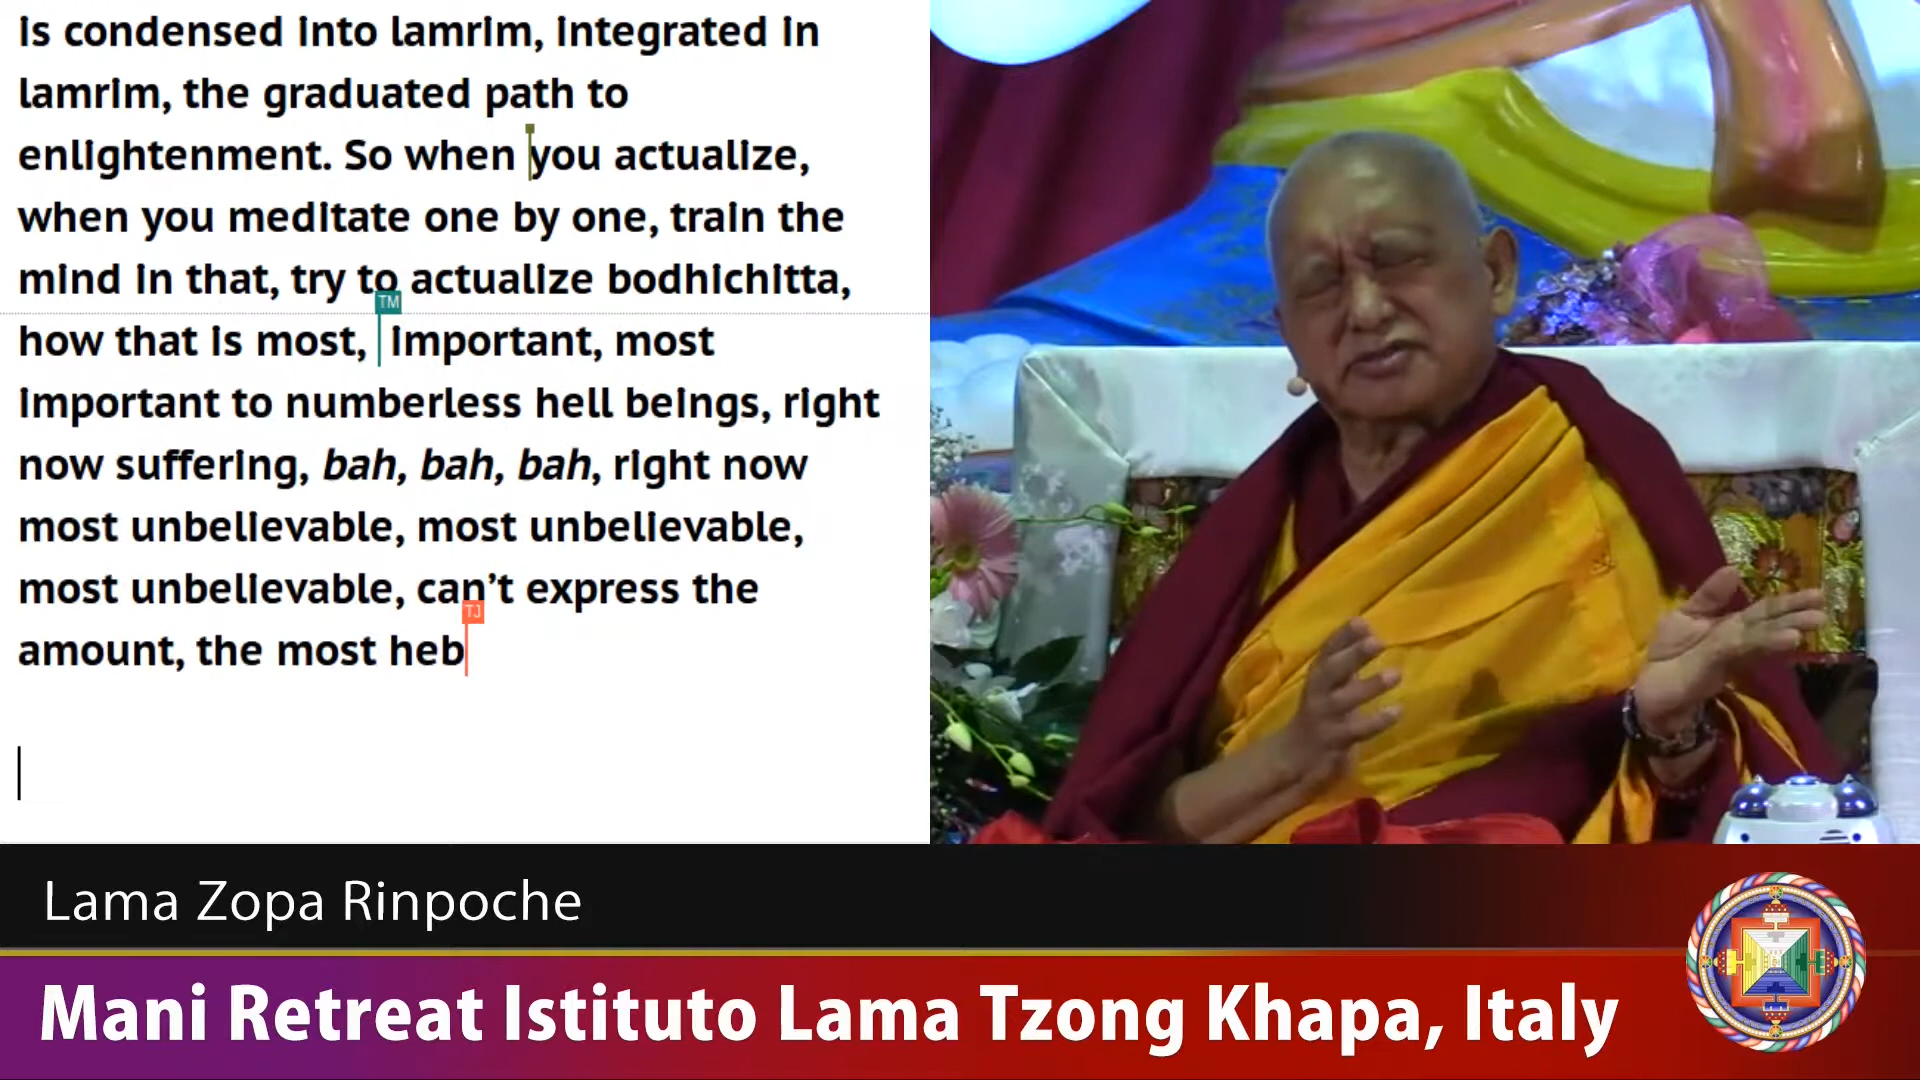 is condensed into lamrim, integrated in
lamrim, the graduated path to
enlightenment. So when you actualize,
when you meditate one by one, train the
mind in that, try to actualize bodhichitta,
TM
how that is most, important, most
important to numberless hell beings, right
now suffering, bah, bah, bah, right now
most unbelievable, most unbelievable,
most unbelievable, can’t express the
TJ
amount, the most heb
Lama Zopa Rinpoche
Mani Retreat Istituto Lama Tzong Khapa, Italy